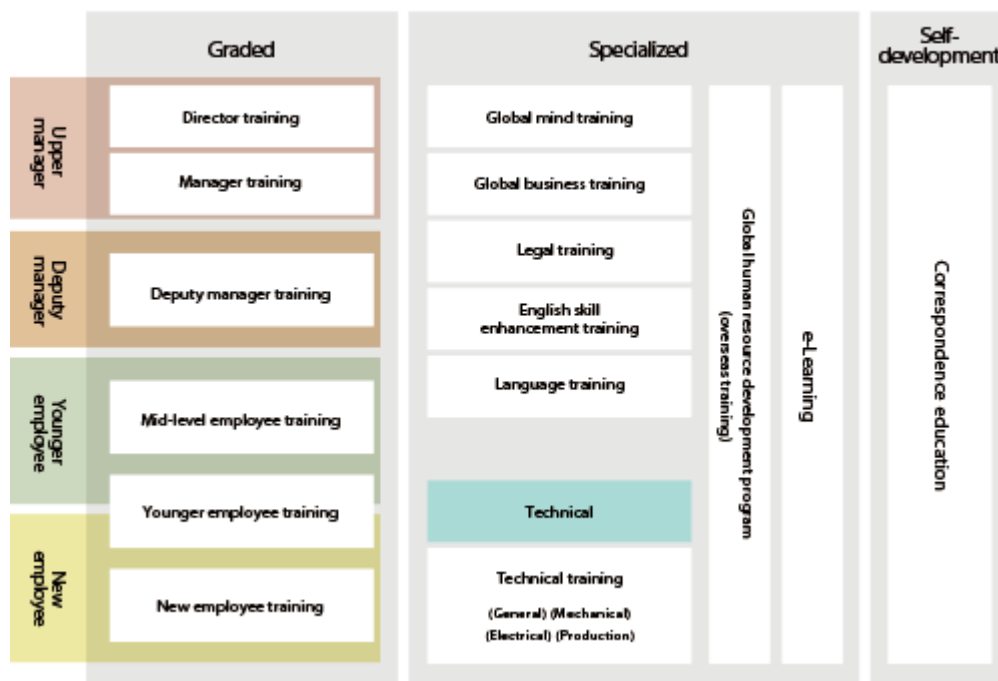 Graded
Specialized
Self-
development
Upper
manager
Director training
Manager training
Deputy
manager
Deputy manager training
Younger
employee
Mid-level employee training
Younger employee training
New
employee
New employee training
Global mind training
Global business training
Legal training
English skill
enhancement training
Language training
Technical
Technical training
(General) (Mechanical)
(Electrical) (Production)
Global human resource development program
(overseas training)
e-Learning
Correspondence education